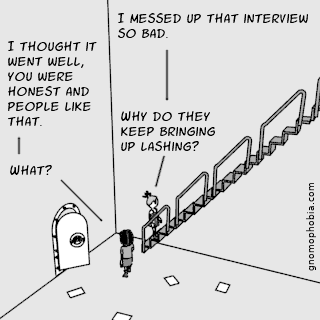 I MESSED UP THAT INTERVIEW
SO BAD.
I THOUGHT IT
WENT WELL,
YOU WERE
HONEST AND
PEOPLE LIKE
THAT.
WHY DO THEY
KEEP BRINGING
UP LASHING?
WHAT?
gnomophobia.com